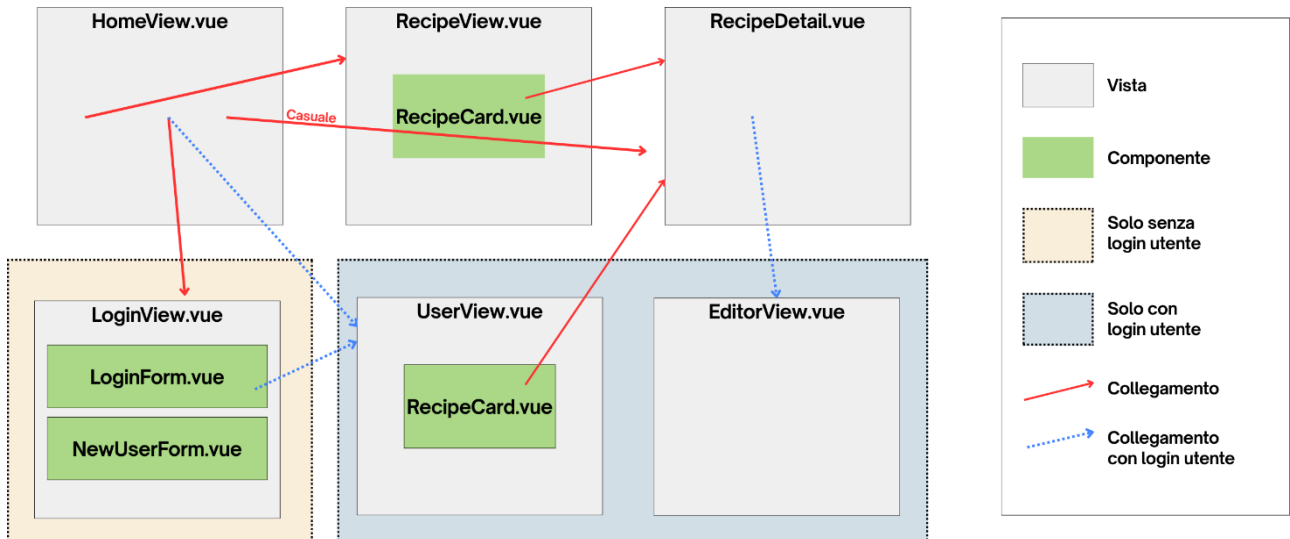 HomeView.vue
RecipeView.vue
RecipeDetail.vue
Casuale
RecipeCard.vue
LoginView.vue
LoginForm.vue
NewUserForm.vue
UserView.vue
RecipeCard.vue
EditorView.vue
Vista
Componente
Solo senza
login utente
Solo con
login utente
Collegamento
Collegamento
con login utente